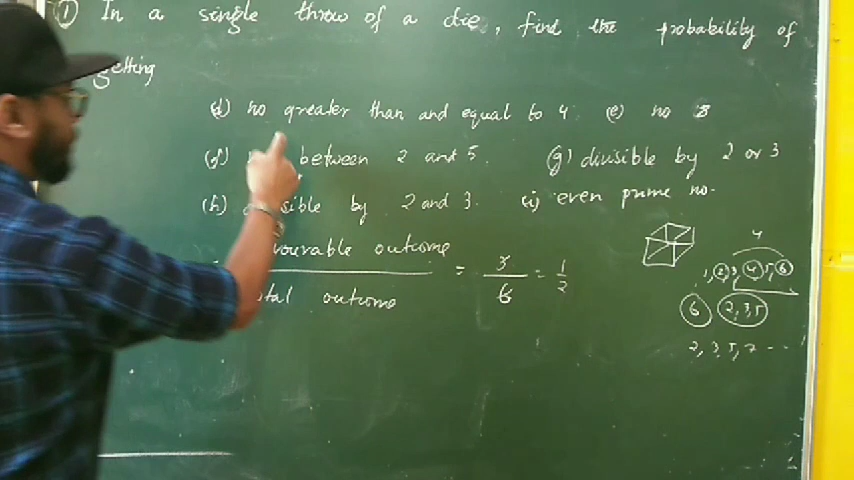 ① In a single throw of a die, find the probability of
getting
(d) no greater than and equal to 4. (e) no 8
(f) between 2 and 5. (g) divisible by 2 or 3
(h) by 2 and 3. (i) even prime no.
outcome = 3/6 = 1/2
outcome
4
1, 2, 3, 4, 5, 6
6 2, 3, 5
2, 3, 5, 7 - - -